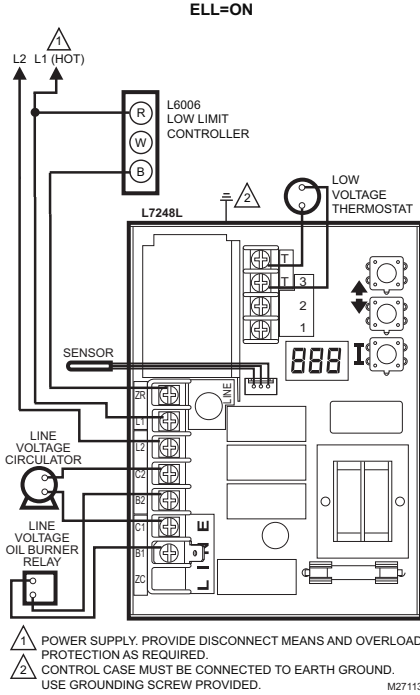 ELL=ON
1
L2 L1 (HOT)
R
W
B
L6006
LOW LIMIT
CONTROLLER
2
LOW
VOLTAGE
THERMOSTAT
L7248L
T
T
3
2
1
SENSOR
888
LINE
ZR
L1
L2
C2
B2
C1
B1
ZC
LINE
LINE
VOLTAGE
CIRCULATOR
LINE
VOLTAGE
OIL BURNER
RELAY
1 POWER SUPPLY. PROVIDE DISCONNECT MEANS AND OVERLOAD
PROTECTION AS REQUIRED.
2 CONTROL CASE MUST BE CONNECTED TO EARTH GROUND.
USE GROUNDING SCREW PROVIDED.